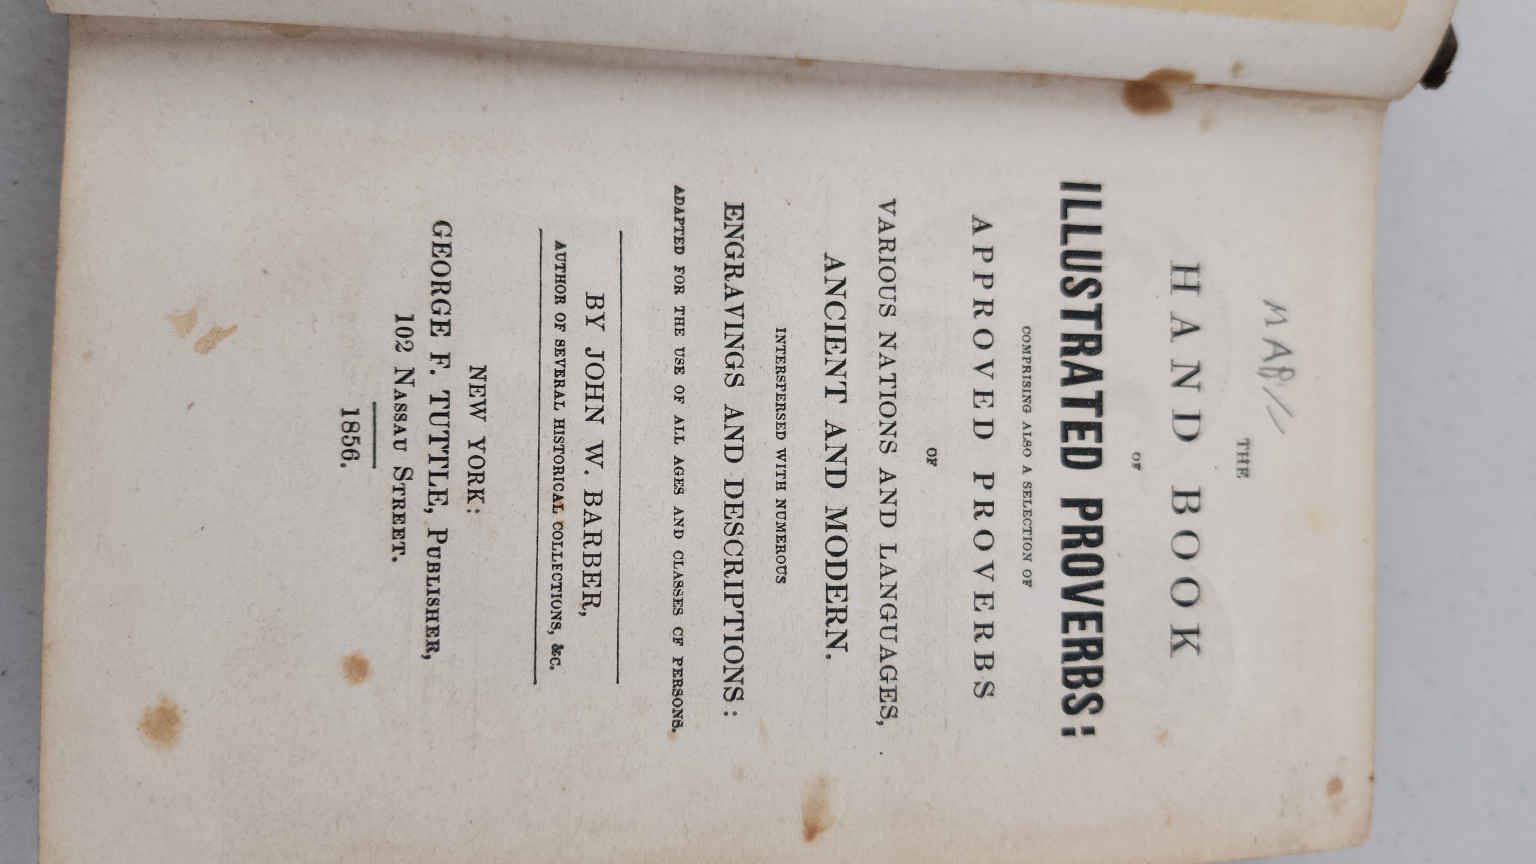 THE
HAND BOOK
OF
ILLUSTRATED PROVERBS:
COMPRISING ALSO A SELECTION OF
APPROVED PROVERBS
OF
VARIOUS NATIONS AND LANGUAGES,
ANCIENT AND MODERN.
INTERSPERSED WITH NUMEROUS
ENGRAVINGS AND DESCRIPTIONS:
ADAPTED FOR THE USE OF ALL AGES AND CLASSES OF PERSONS.
BY JOHN W. BARBER,
AUTHOR OF SEVERAL HISTORICAL COLLECTIONS, &C.
NEW YORK:
GEORGE F. TUTTLE, PUBLISHER,
102 NASSAU STREET.
1856.